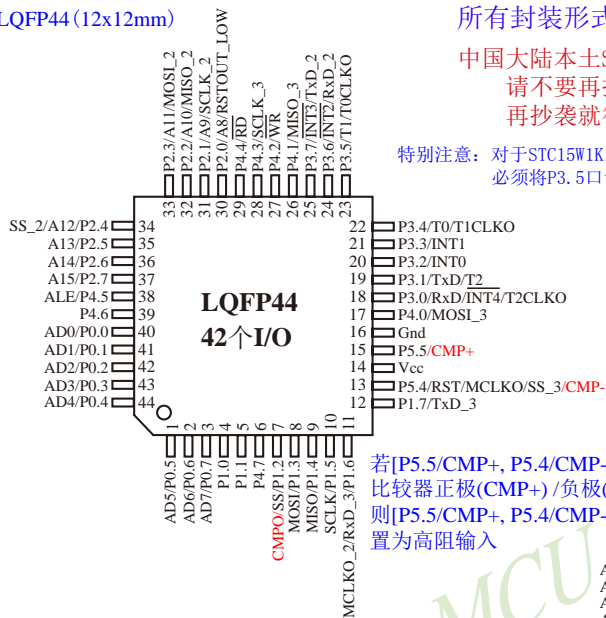 LQFP44(12x12mm)
所有封装形式
中国大陆本土S
请不要再
再抄袭就
特别注意：对于STC15W1K
必须将P3.5口
P2.3/A11/MOSI_2
P2.2/A10/MISO_2
P2.1/A9/SCLK_2
P2.0/A8/RSTOUT_LOW
P4.4/RD
P4.3/SCLK_3
P4.2/WR
P4.1/MISO_3
P3.7/INT3/TxD_2
P3.6/INT2/RxD_2
P3.5/T1/T0CLKO
33 32 31 30 29 28 27 26 25 24 23
SS_2/A12/P2.4 34
A13/P2.5 35
A14/P2.6 36
A15/P2.7 37
ALE/P4.5 38
P4.6 39
AD0/P0.0 40
AD1/P0.1 41
AD2/P0.2 42
AD3/P0.3 43
AD4/P0.4 44
LQFP44
42个I/O
22 P3.4/T0/T1CLKO
21 P3.3/INT1
20 P3.2/INT0
19 P3.1/TxD/T2
18 P3.0/RxD/INT4/T2CLKO
17 P4.0/MOSI_3
16 Gnd
15 P5.5/CMP+
14 Vcc
13 P5.4/RST/MCLKO/SS_3/CMP-
12 P1.7/TxD_3
1 2 3 4 5 6 7 8 9 10 11
AD5/P0.5
AD6/P0.6
AD7/P0.7
P1.0
P1.1
P4.7
CMPO/SS/P1.2
MOSI/P1.3
MISO/P1.4
SCLK/P1.5
MCLKO_2/RxD_3/P1.6
若[P5.5/CMP+, P5.4/CMP-
比较器正极(CMP+) /负极(
则[P5.5/CMP+, P5.4/CMP-
置为高阻输入
MCU
A
A
A